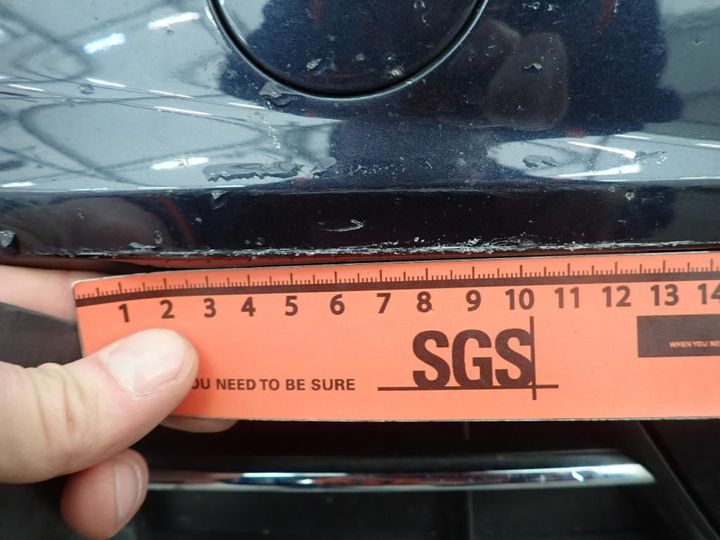 1 2 3 4 5 6 7 8 9 10 11 12 13 14
OU NEED TO BE SURE
SGS
WHEN YOU NE